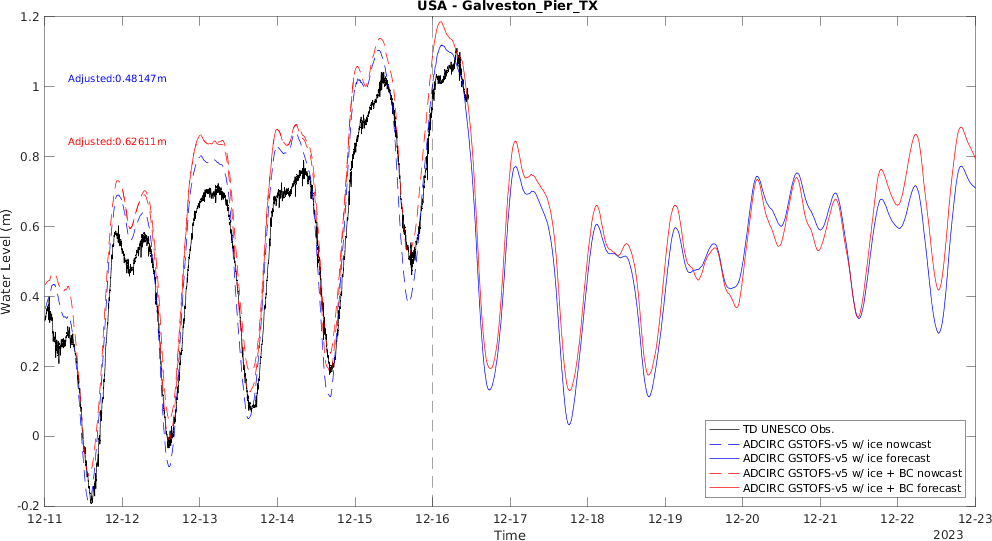 USA - Galveston_Pier_TX
1.2
1
0.8
0.6
0.4
0.2
0
-0.2
Water Level (m)
Adjusted:0.48147m
Adjusted:0.62611m
TD UNESCO Obs.
ADCIRC GSTOFS-v5 w/ ice nowcast
ADCIRC GSTOFS-v5 w/ ice forecast
ADCIRC GSTOFS-v5 w/ ice + BC nowcast
ADCIRC GSTOFS-v5 w/ ice + BC forecast
12-11 12-12 12-13 12-14 12-15 12-16 12-17 12-18 12-19 12-20 12-21 12-22 12-23
Time
2023